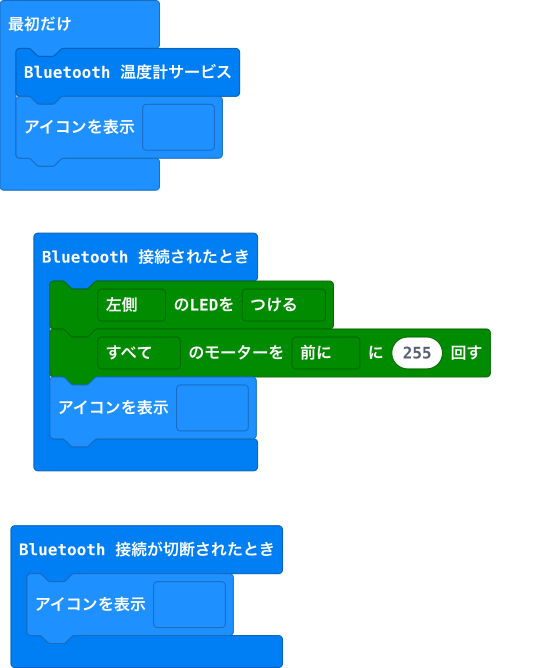 最初だけ
Bluetooth 温度計サービス
アイコンを表示
Bluetooth 接続されたとき
左側 のLEDを つける
すべて のモーターを 前に に 255 回す
アイコンを表示
Bluetooth 接続が切断されたとき
アイコンを表示